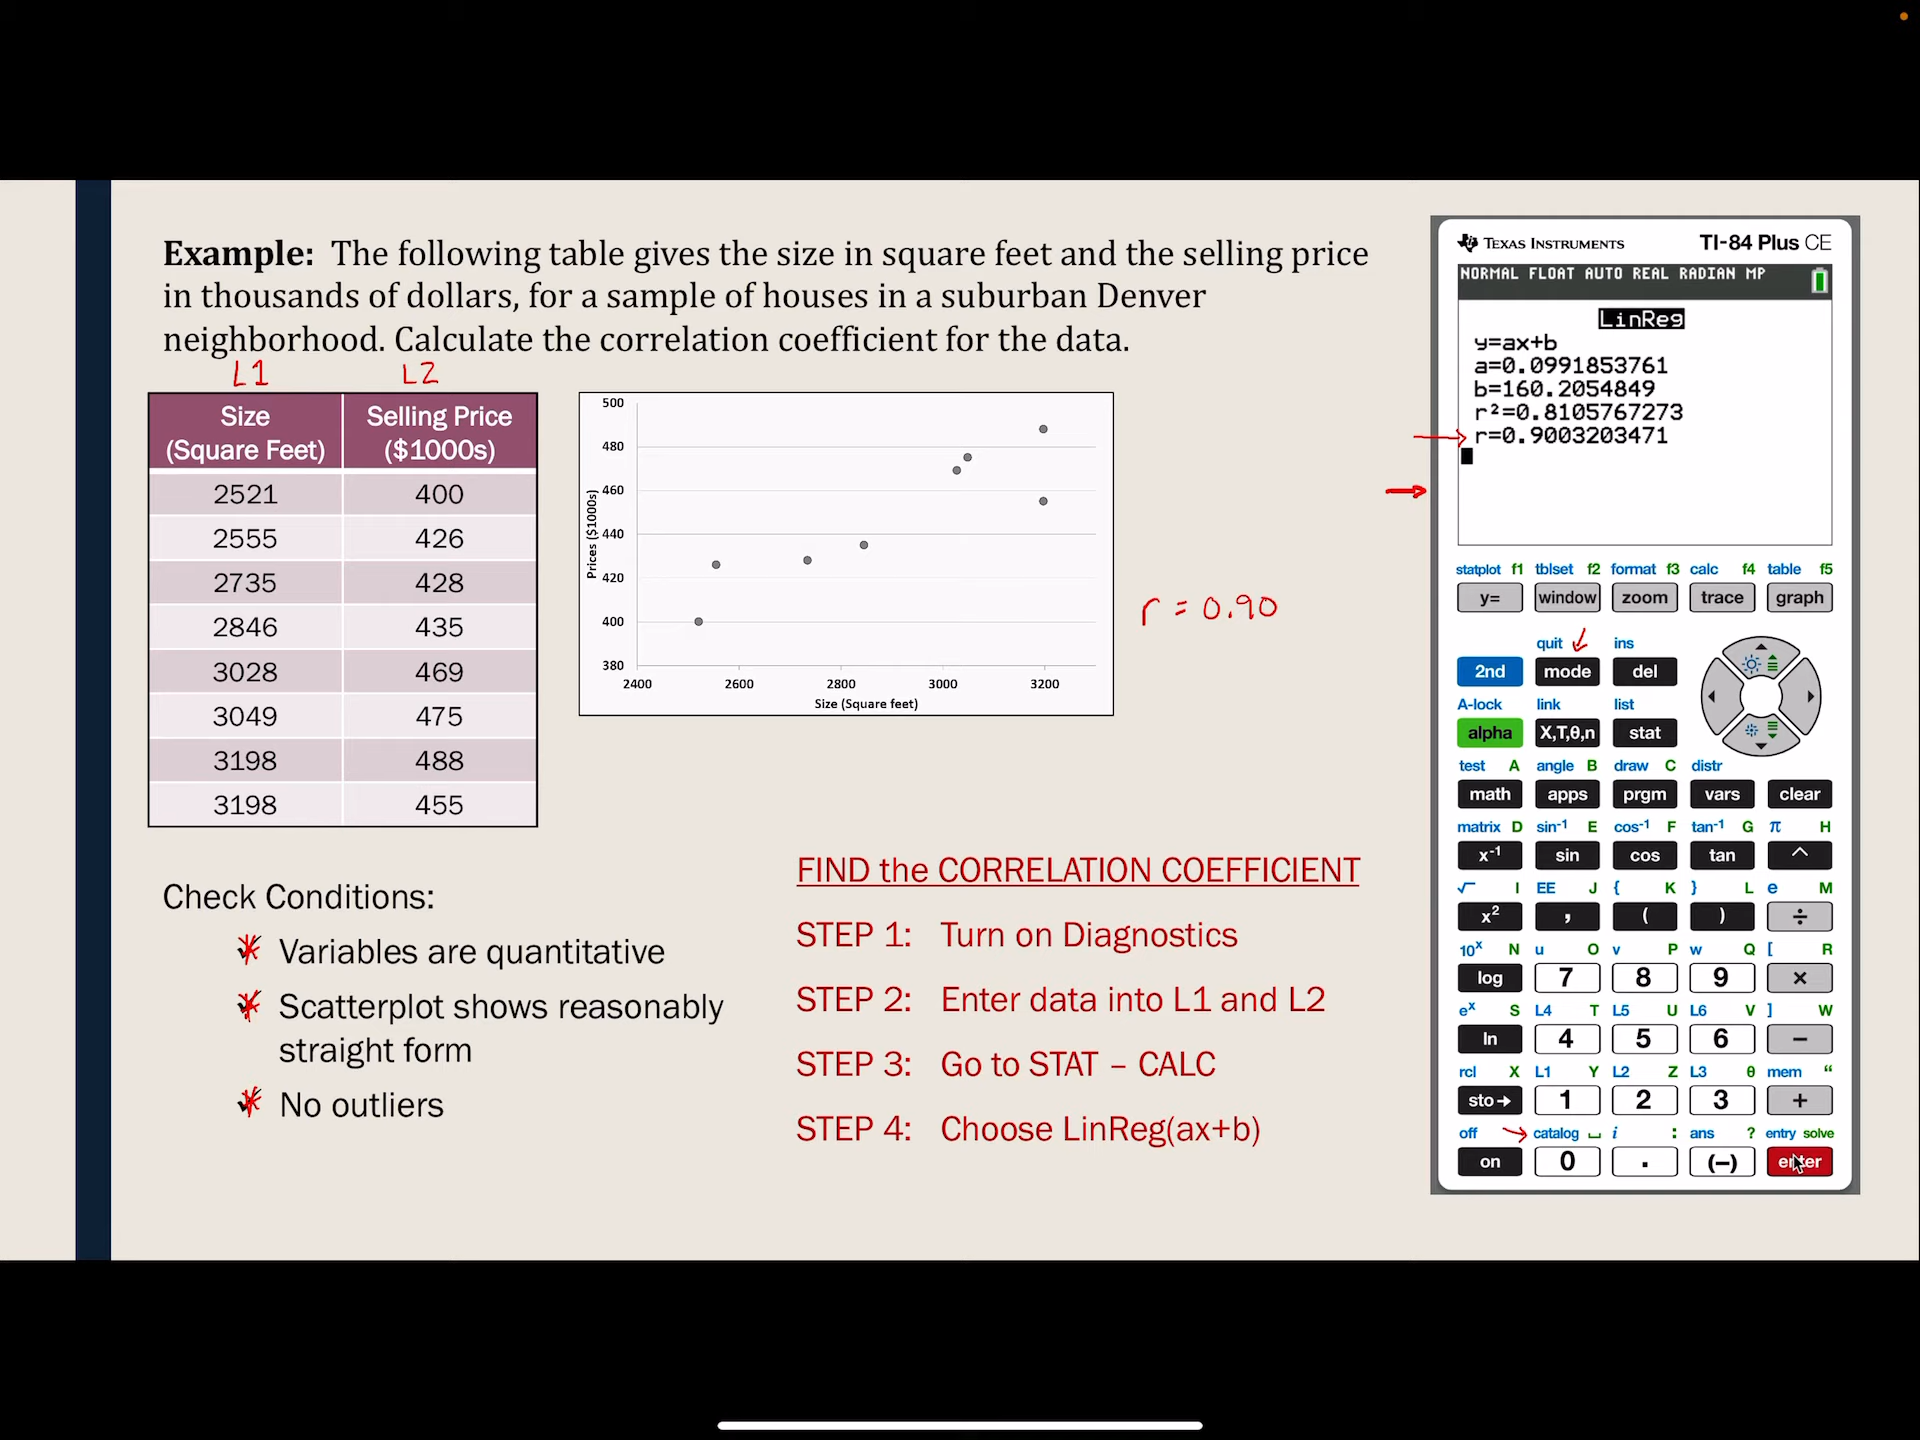 Example: The following table gives the size in square feet and the selling price
in thousands of dollars, for a sample of houses in a suburban Denver
neighborhood. Calculate the correlation coefficient for the data.
L1 L2
Size (Square Feet) Selling Price ($1000s)
2521 400
2555 426
2735 428
2846 435
3028 469
3049 475
3198 488
3198 455
500
480
460
440
420
400
380
Prices ($1000s)
2400 2600 2800 3000 3200
Size (Square feet)
r = 0.90
Check Conditions:
Variables are quantitative
Scatterplot shows reasonably
straight form
No outliers
FIND the CORRELATION COEFFICIENT
STEP 1: Turn on Diagnostics
STEP 2: Enter data into L1 and L2
STEP 3: Go to STAT – CALC
STEP 4: Choose LinReg(ax+b)
TEXAS INSTRUMENTS TI-84 Plus CE
NORMAL FLOAT AUTO REAL RADIAN MP
LinReg
y=ax+b
a=0.0991853761
b=160.2054849
r²=0.8105767273
r=0.9003203471
statplot f1 tblset f2 format f3 calc f4 table f5
y= window zoom trace graph
quit ins
2nd mode del
A-lock link list
alpha X,T,θ,n stat
test A angle B draw C distr
math apps prgm vars clear
matrix D sin⁻¹ E cos⁻¹ F tan⁻¹ G π H
x⁻¹ sin cos tan ^
√ I EE J { K } L e M
x² , ( ) ÷
10ˣ N u O v P w Q [ R
log 7 8 9 ×
eˣ S L4 T L5 U L6 V ] W
ln 4 5 6 −
rcl X L1 Y L2 Z L3 θ mem "
sto→ 1 2 3 +
off catalog ⎵ i : ans ? entry solve
on 0 . (−) enter